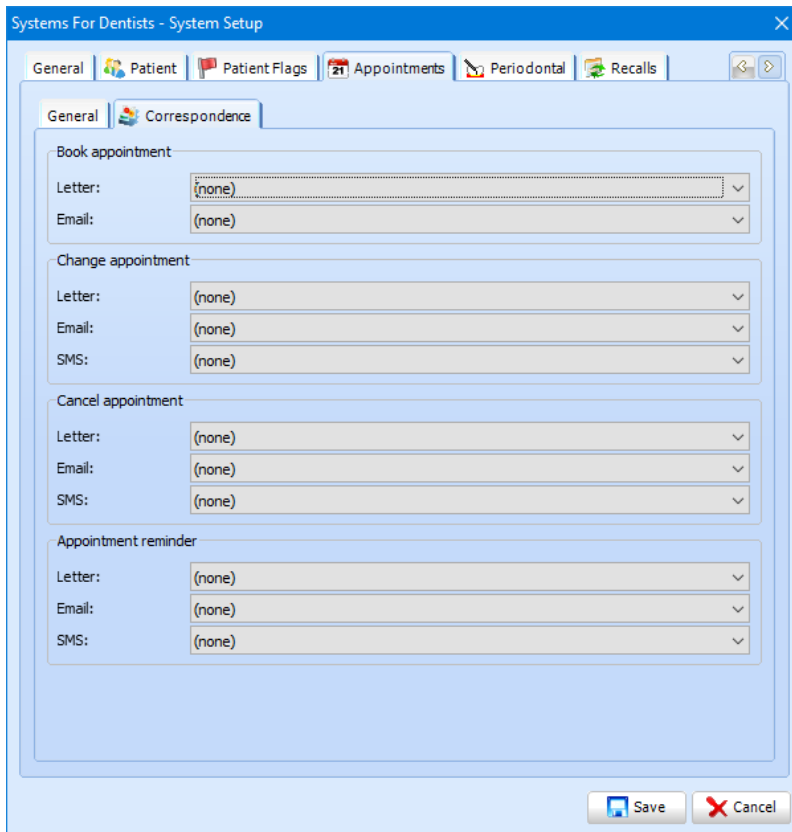 Systems For Dentists - System Setup
General Patient Patient Flags 21 Appointments Periodontal Recalls
General Correspondence
Book appointment
Letter: (none)
Email: (none)
Change appointment
Letter: (none)
Email: (none)
SMS: (none)
Cancel appointment
Letter: (none)
Email: (none)
SMS: (none)
Appointment reminder
Letter: (none)
Email: (none)
SMS: (none)
Save Cancel